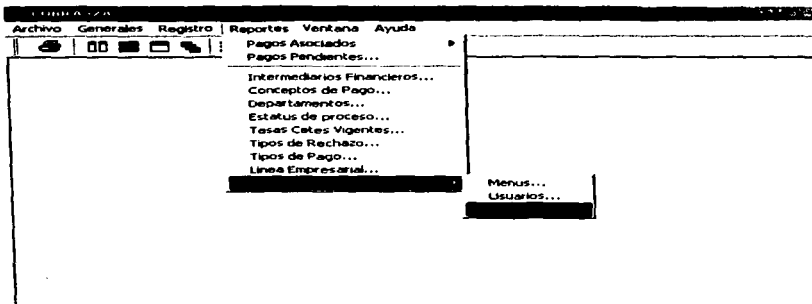 Archivo Generales Registro Reportes Ventana Ayuda
Pagos Asociados
Pagos Pendientes...
Intermediarios Financieros...
Conceptos de Pago...
Departamentos...
Estatus de proceso...
Tasas Cetes Vigentes...
Tipos de Rechazo...
Tipos de Pago...
Linea Empresarial...
Menus...
Usuarios...